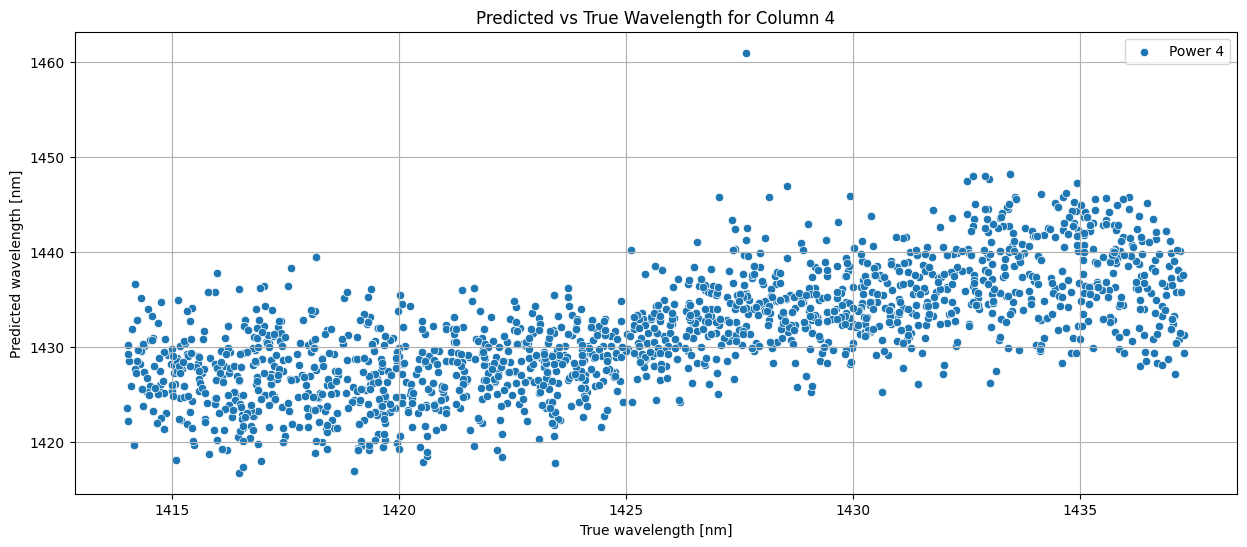 Predicted vs True Wavelength for Column 4
Power 4
Predicted wavelength [nm]
1460
1450
1440
1430
1420
1415
1420
1425
1430
1435
True wavelength [nm]